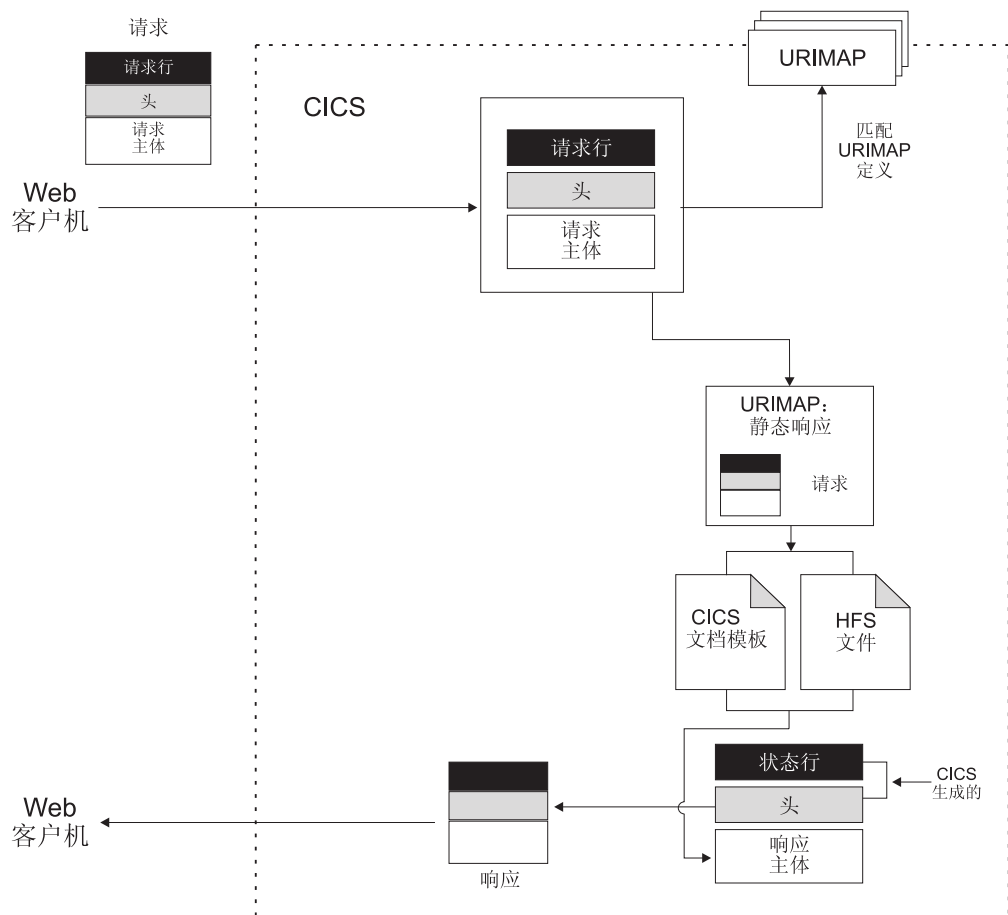 请求
请求行
头
请求
主体
Web
客户机
CICS
请求行
头
请求
主体
URIMAP
匹配
URIMAP
定义
URIMAP：
静态响应
请求
CICS
文档模板
HFS
文件
状态行
头
响应
主体
CICS
生成的
响应
Web
客户机